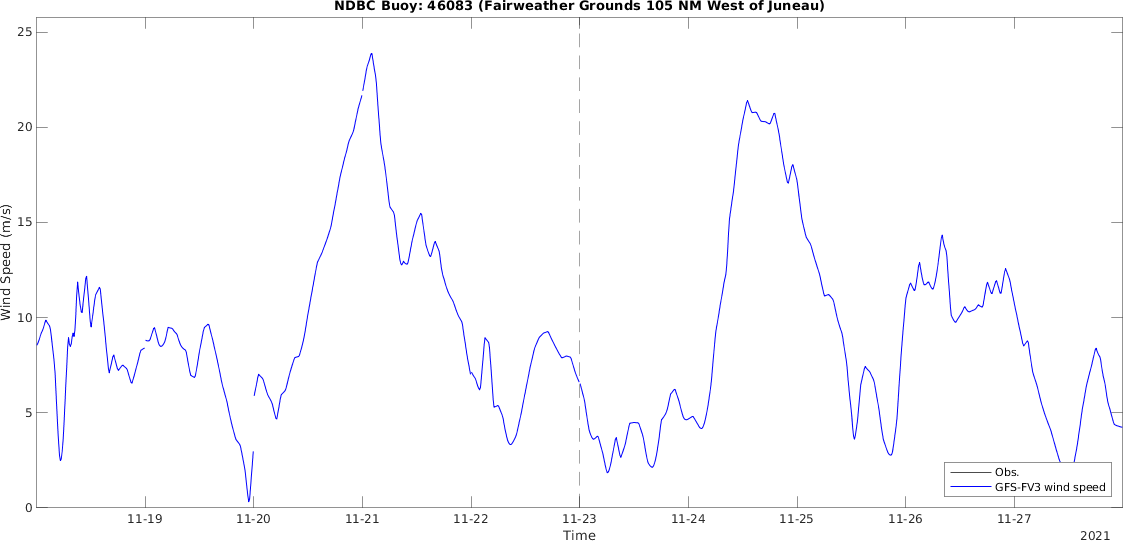 NDBC Buoy: 46083 (Fairweather Grounds 105 NM West of Juneau)
25
20
15
10
5
0
Wind Speed (m/s)
11-19 11-20 11-21 11-22 11-23 11-24 11-25 11-26 11-27
Time
2021
Obs.
GFS-FV3 wind speed